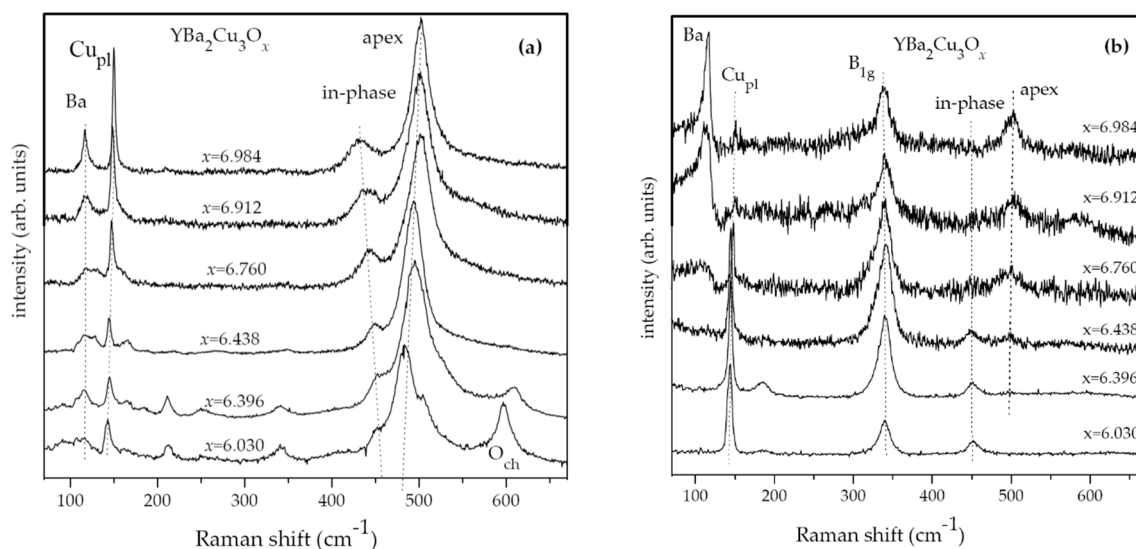 YBa₂Cu₃Oₓ
(a)
apex
Cu_pl
in-phase
Ba
x=6.984
x=6.912
x=6.760
x=6.438
x=6.396
x=6.030
O_ch
intensity (arb. units)
100 200 300 400 500 600
Raman shift (cm⁻¹)
Ba
YBa₂Cu₃Oₓ
(b)
B₁g
Cu_pl
in-phase
apex
x=6.984
x=6.912
x=6.760
x=6.438
x=6.396
x=6.030
intensity (arb. units)
100 200 300 400 500 600
Raman shift (cm⁻¹)